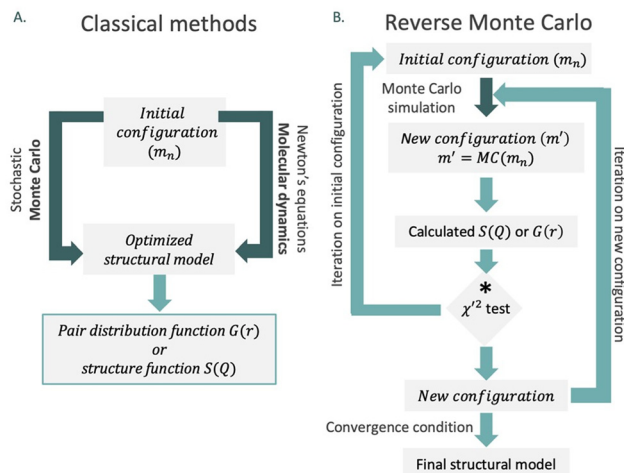 A.
Classical methods
Initial
configuration
(m_n)
Stochastic
Monte Carlo
Newton's equations
Molecular dynamics
Optimized
structural model
Pair distribution function G(r)
or
structure function S(Q)
B.
Reverse Monte Carlo
Initial configuration (m_n)
Monte Carlo
simulation
New configuration (m')
m' = MC(m_n)
Calculated S(Q) or G(r)
*
χ'² test
New configuration
Convergence condition
Final structural model
Iteration on initial configuration
Iteration on new configuration